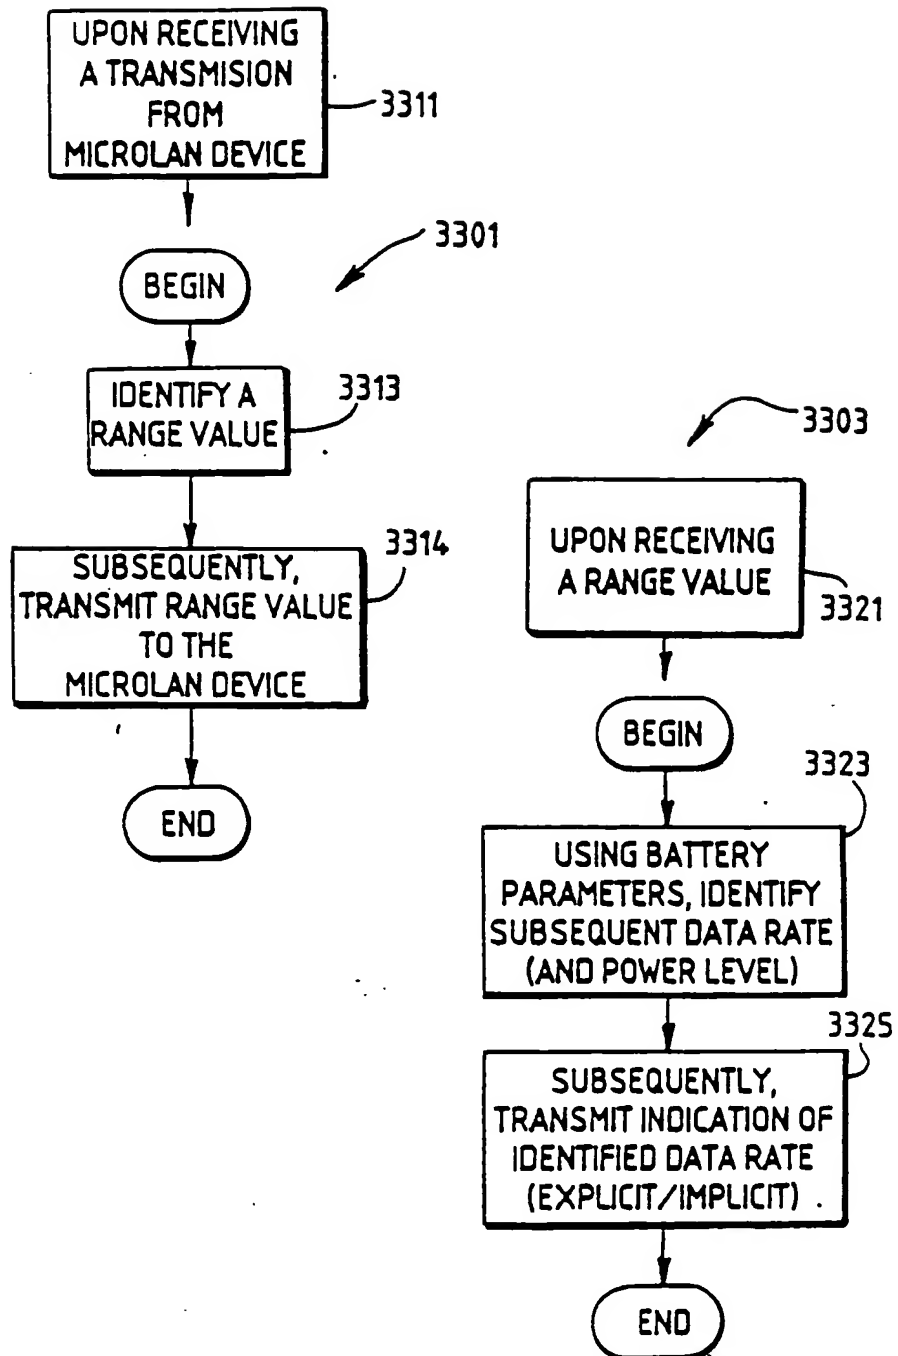 UPON RECEIVING
A TRANSMISION
FROM
MICROLAN DEVICE
3311
3301
BEGIN
IDENTIFY A
RANGE VALUE
3313
SUBSEQUENTLY,
TRANSMIT RANGE VALUE
TO THE
MICROLAN DEVICE
3314
END
3303
UPON RECEIVING
A RANGE VALUE
3321
BEGIN
3323
USING BATTERY
PARAMETERS, IDENTIFY
SUBSEQUENT DATA RATE
(AND POWER LEVEL)
3325
SUBSEQUENTLY,
TRANSMIT INDICATION OF
IDENTIFIED DATA RATE
(EXPLICIT/IMPLICIT)
END